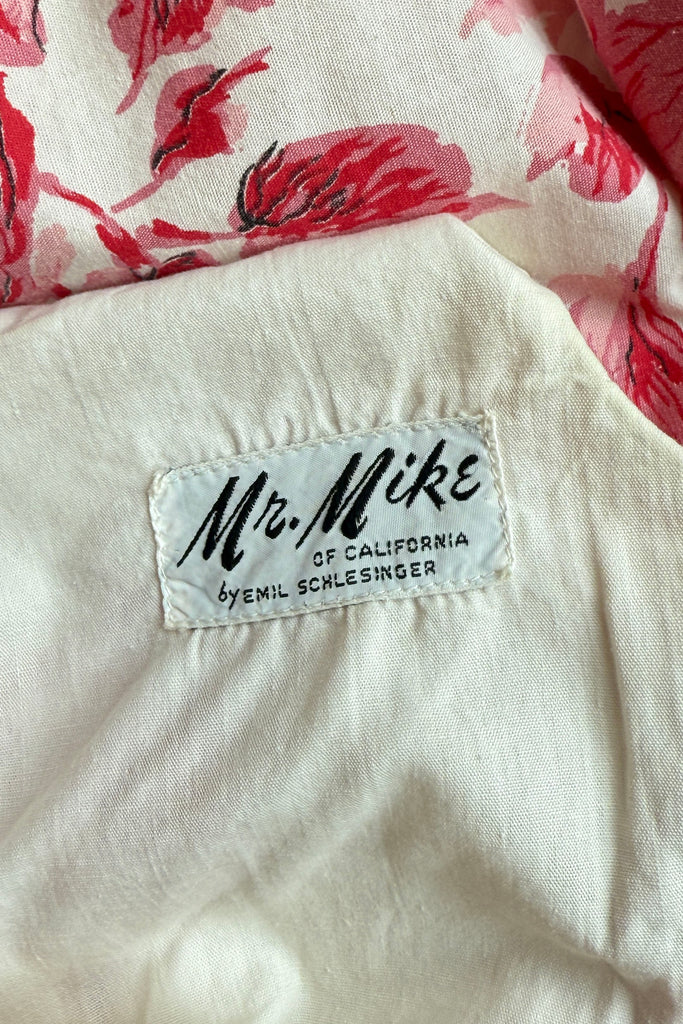 Mr. Mike
OF CALIFORNIA
by EMIL SCHLESINGER